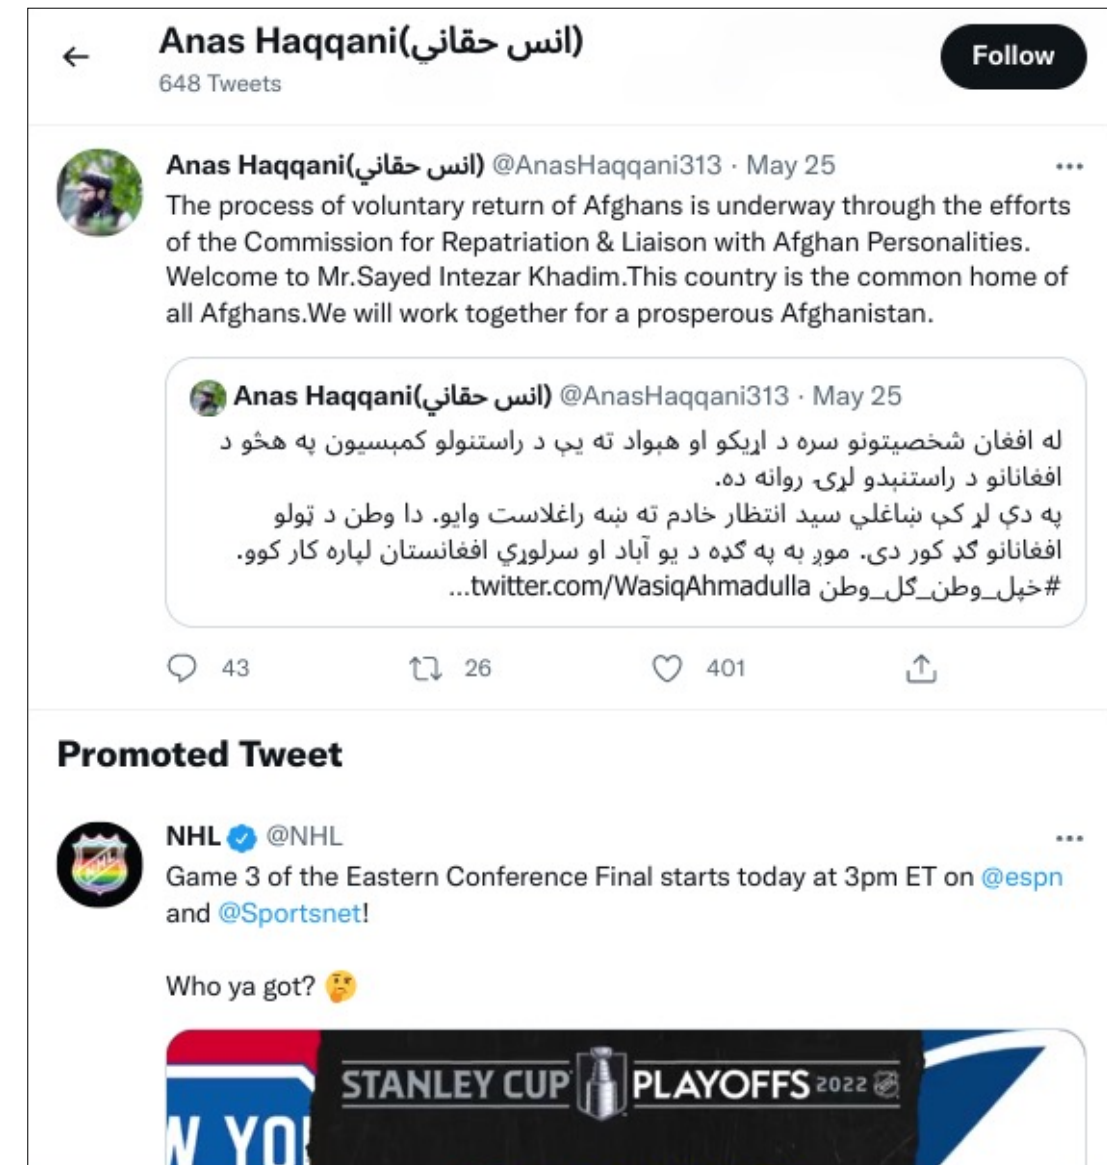 Anas Haqqani(انس حقاني)
648 Tweets
Follow
Anas Haqqani(انس حقاني) @AnasHaqqani313 · May 25
The process of voluntary return of Afghans is underway through the efforts
of the Commission for Repatriation & Liaison with Afghan Personalities.
Welcome to Mr.Sayed Intezar Khadim.This country is the common home of
all Afghans.We will work together for a prosperous Afghanistan.
Anas Haqqani(انس حقاني) @AnasHaqqani313 · May 25
له افغان شخصیتونو سره د اړیکو او هېواد ته یې د راستنولو کمېسیون په هڅو د
افغانانو د راستنېدو لړۍ روانه ده.
په دې لړ کې ښاغلي سید انتظار خادم ته ښه راغلاست وایو. دا وطن د ټولو
افغانانو ګډ کور دی. موږ به په ګډه د یو آباد او سرلوړي افغانستان لپاره کار کوو.
#خپل_وطن_ګل_وطن twitter.com/WasiqAhmadulla...
43
26
401
Promoted Tweet
NHL @NHL
Game 3 of the Eastern Conference Final starts today at 3pm ET on @espn
and @Sportsnet!
Who ya got? 🤔
STANLEY CUP PLAYOFFS 2022
W YO